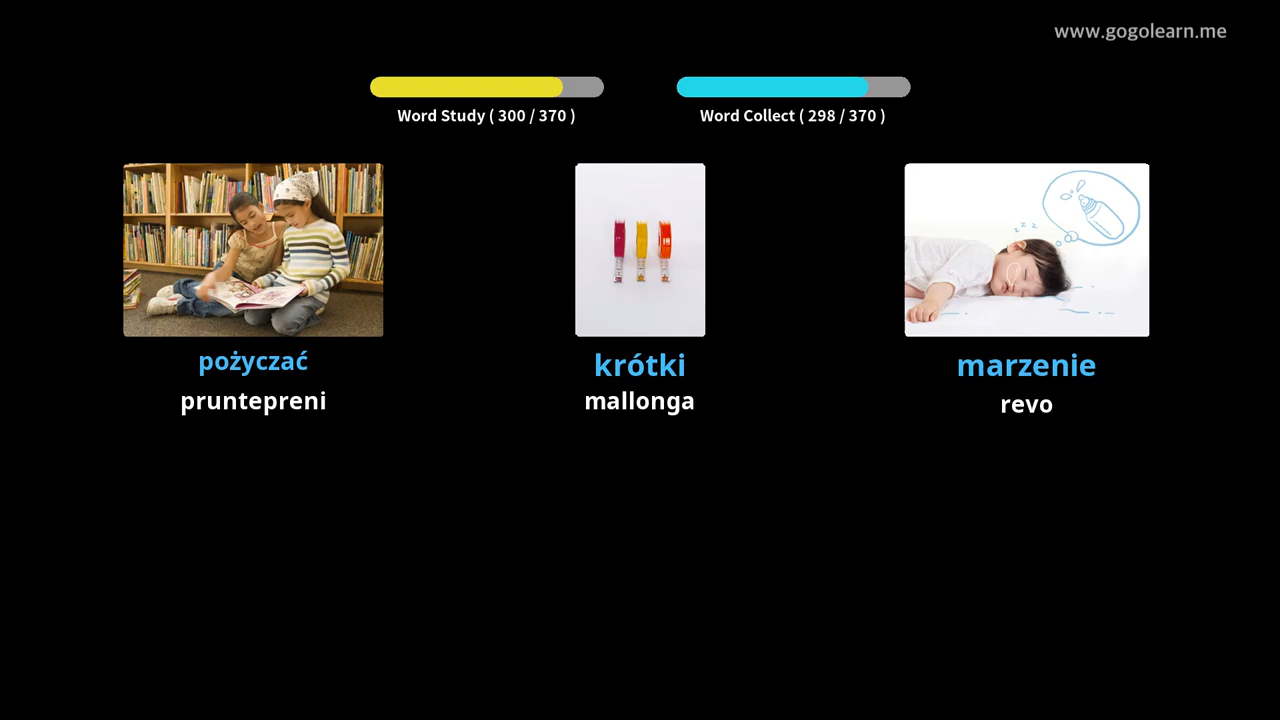 www.gogolearn.me
Word Study ( 300 / 370 )
Word Collect ( 298 / 370 )
pożyczać
pruntepreni
krótki
mallonga
marzenie
revo
z z z